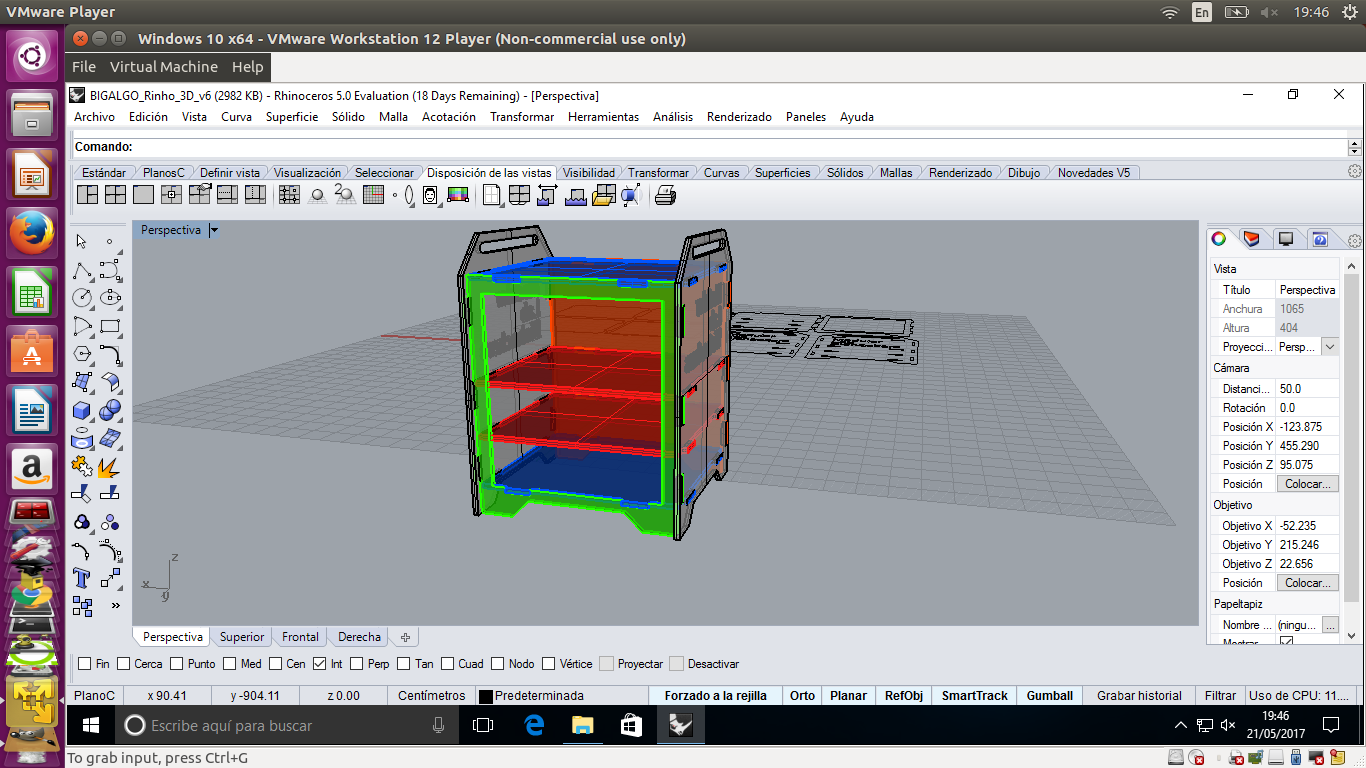 VMware Player
En
19:46
Windows 10 x64 - VMware Workstation 12 Player (Non-commercial use only)
File Virtual Machine Help
BIGALGO_Rinho_3D_v6 (2982 KB) - Rhinoceros 5.0 Evaluation (18 Days Remaining) - [Perspectiva]
Archivo Edición Vista Curva Superficie Sólido Malla Acotación Transformar Herramientas Análisis Renderizado Paneles Ayuda
Comando:
Estándar PlanosC Definir vista Visualización Seleccionar Disposición de las vistas Visibilidad Transformar Curvas Superficies Sólidos Mallas Renderizado Dibujo Novedades V5
Perspectiva
Vista
Título Perspectiva
Anchura 1065
Altura 404
Proyecci... Persp...
Cámara
Distanci... 50.0
Rotación 0.0
Posición X -123.875
Posición Y 455.290
Posición Z 95.075
Posición Colocar...
Objetivo
Objetivo X -52.235
Objetivo Y 215.246
Objetivo Z 22.656
Posición Colocar...
Papeltapiz
Nombre ... (ningu... ...
z
x
y
Perspectiva Superior Frontal Derecha
Fin Cerca Punto Med Cen Int Perp Tan Cuad Nodo Vértice Proyectar Desactivar
PlanoC x 90.41 y -904.11 z 0.00 Centímetros Predeterminada Forzado a la rejilla Orto Planar RefObj SmartTrack Gumball Grabar historial Filtrar Uso de CPU: 11....
Escribe aquí para buscar
19:46
21/05/2017
To grab input, press Ctrl+G